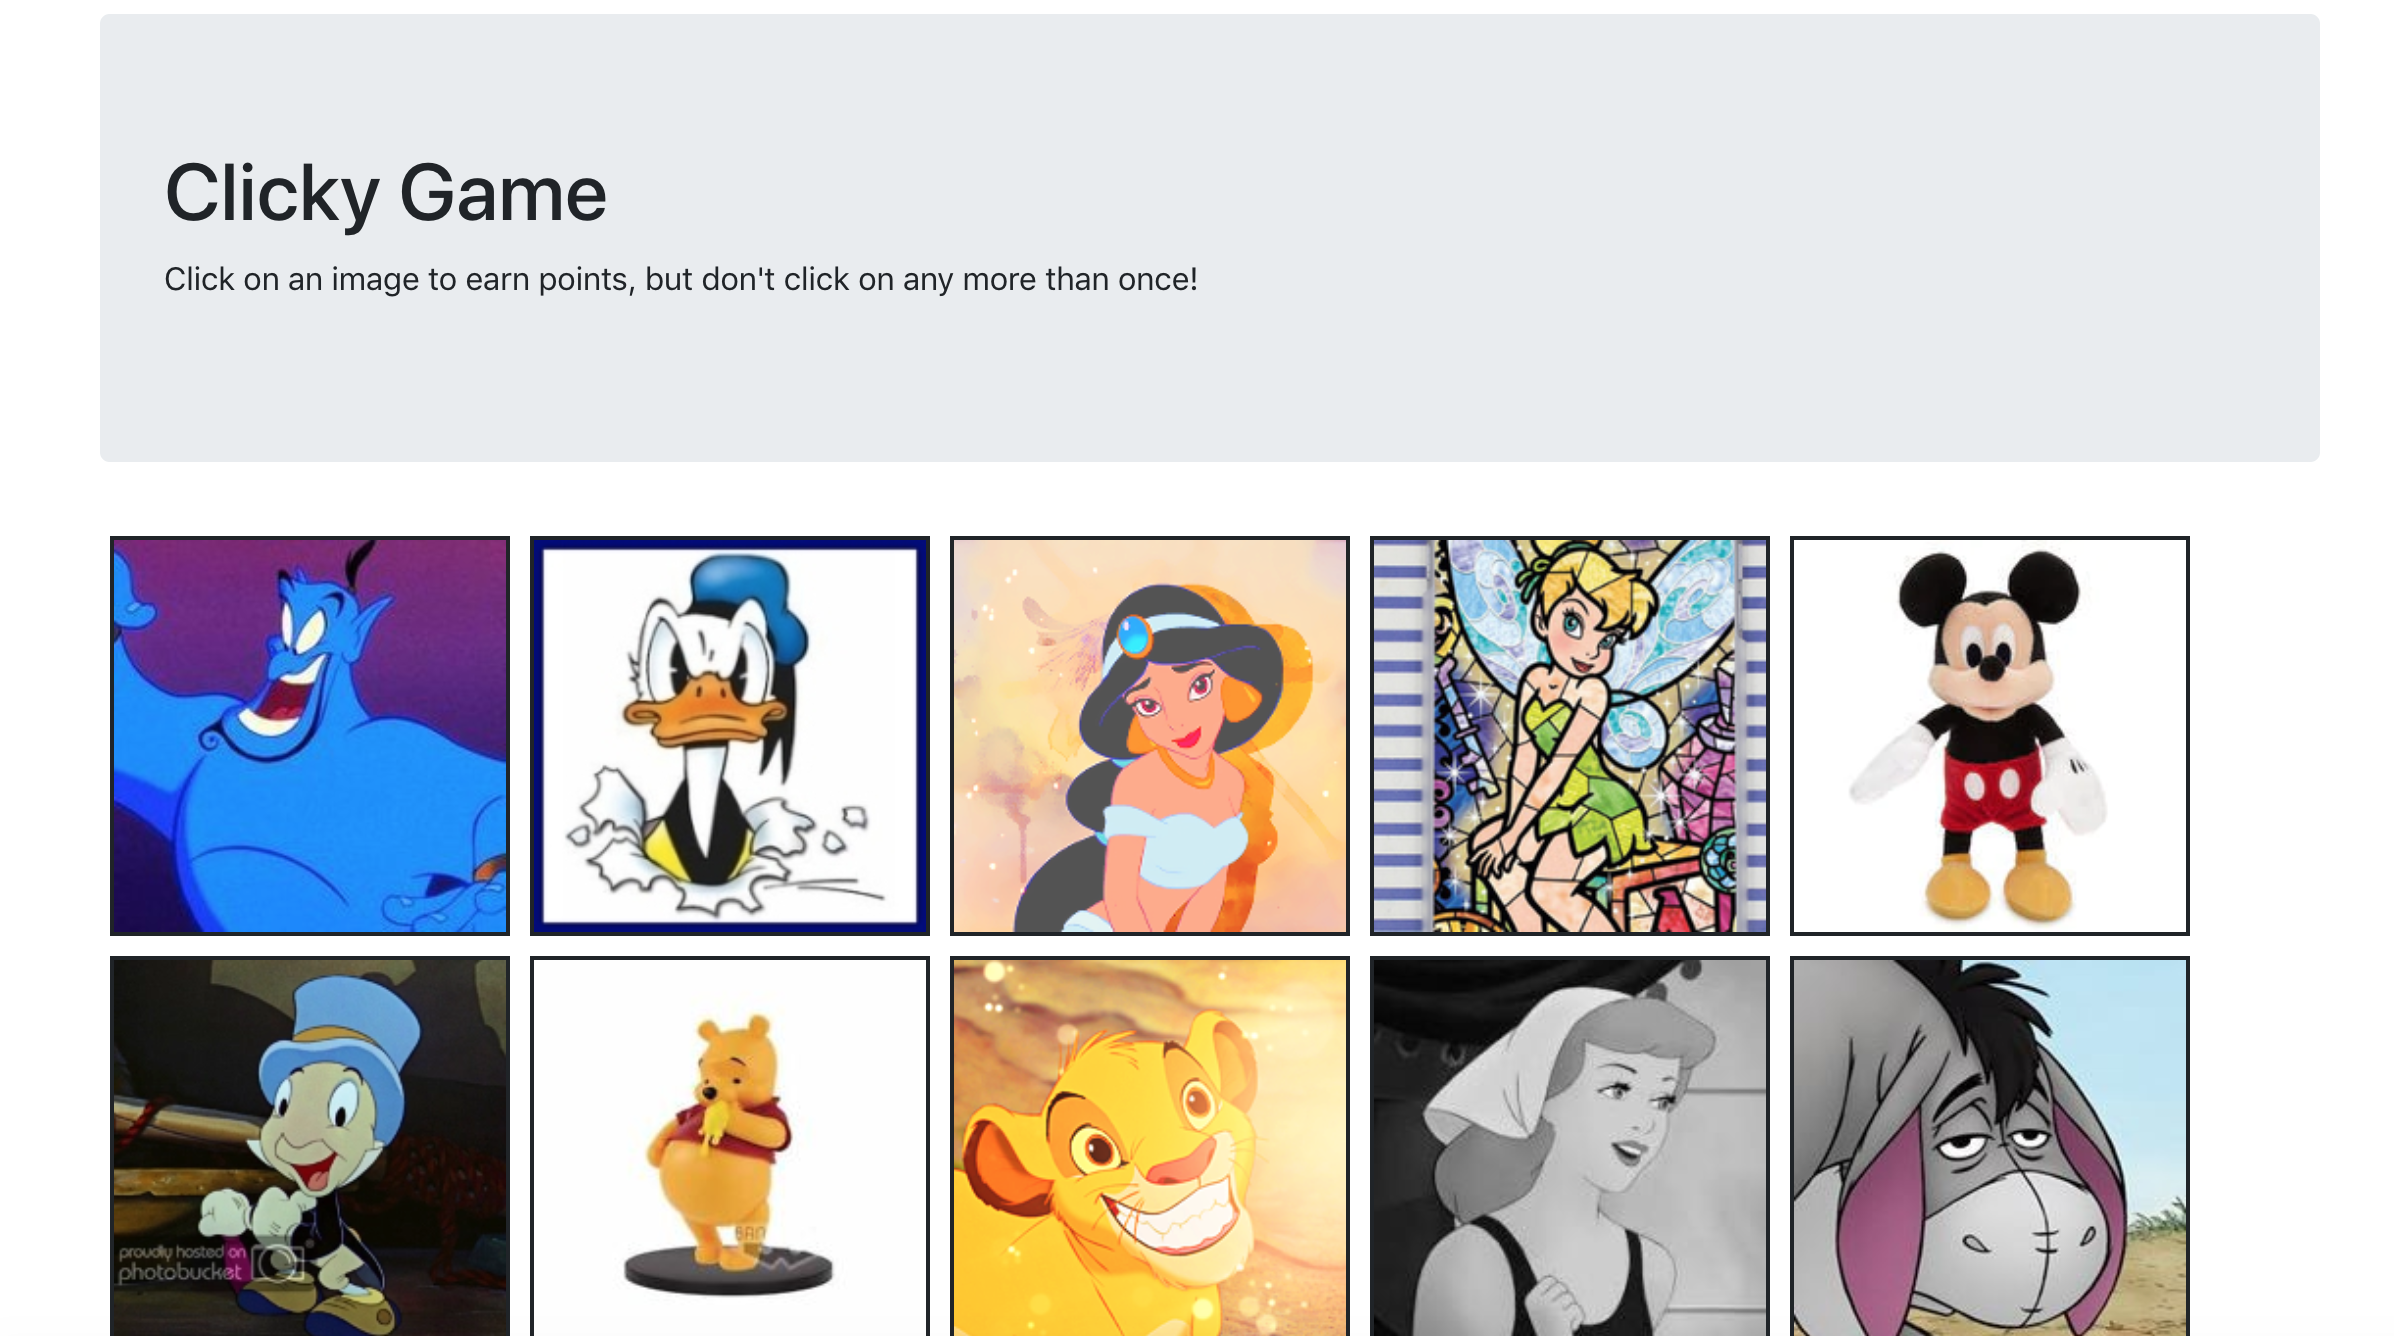 Clicky Game
Click on an image to earn points, but don't click on any more than once!
proudly hosted on
photobucket